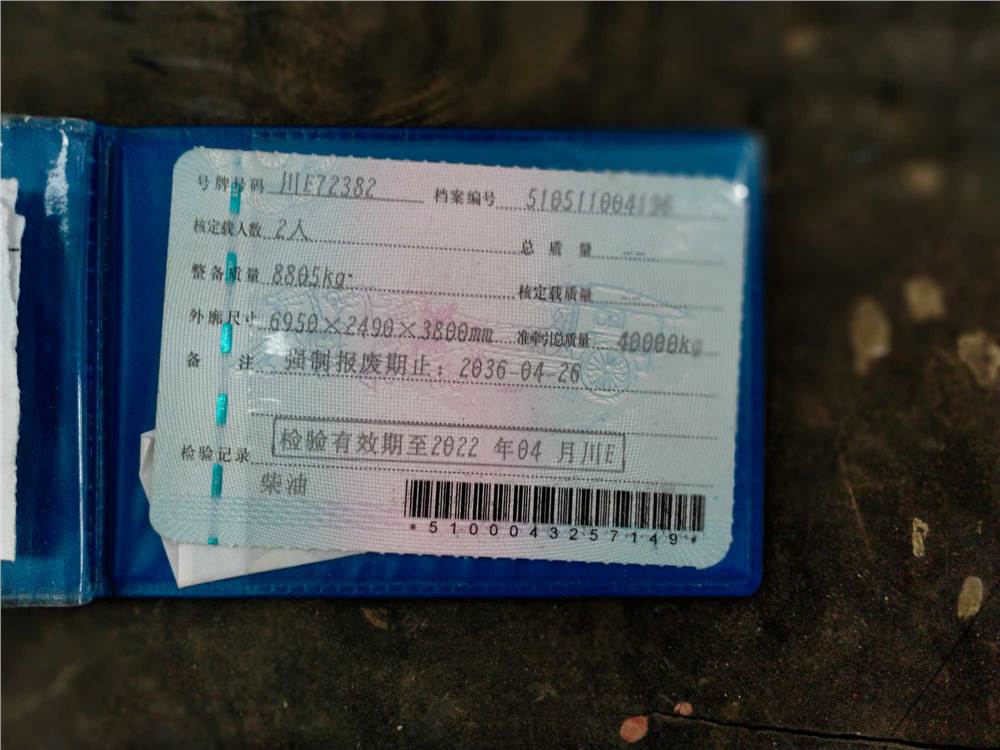 号牌号码 川E72382 档案编号 510511004196
核定载人数 2人 总质量 --
整备质量 8805kg 核定载质量 --
外廓尺寸 6950×2490×3800mm 准牵引总质量 40000kg
备注 强制报废期止：2036-04-26
检验记录 检验有效期至2022 年04 月川E
柴油
*5100043257149*